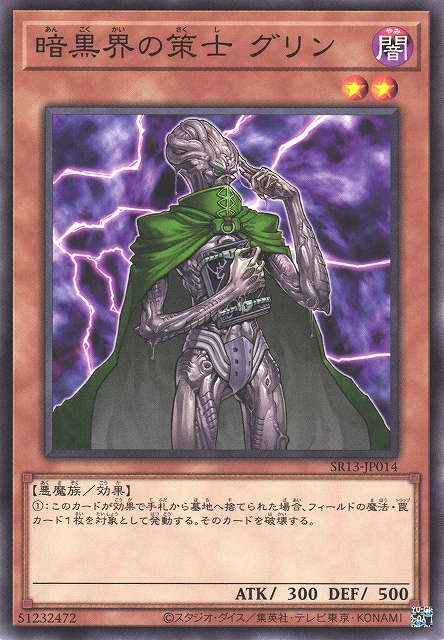 暗黒界の策士 グリン
闇
SR13-JP014
【悪魔族／効果】
①：このカードが効果で手札から墓地へ捨てられた場合、フィールドの魔法・罠
カード１枚を対象として発動する。そのカードを破壊する。
ATK/ 300 DEF/ 500
51232472
©スタジオ・ダイス／集英社・テレビ東京・KONAMI